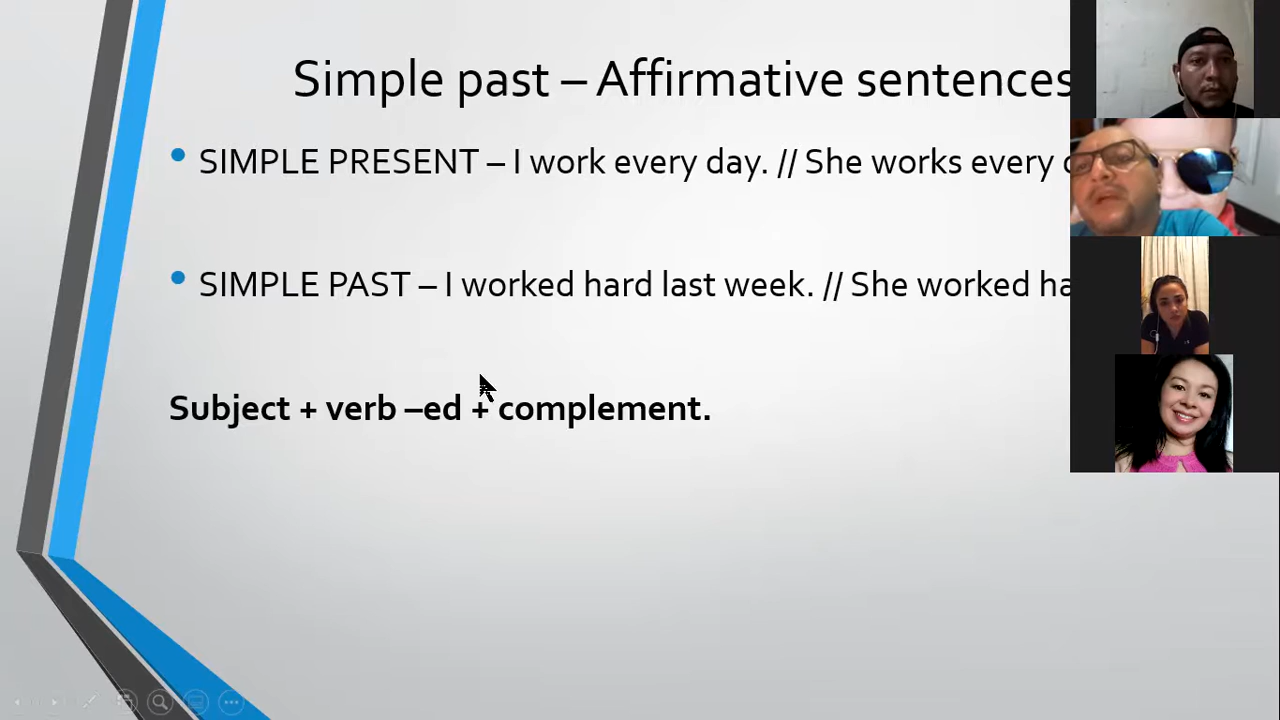 Simple past – Affirmative sentences
SIMPLE PRESENT – I work every day. // She works every
SIMPLE PAST – I worked hard last week. // She worked
Subject + verb –ed + complement.